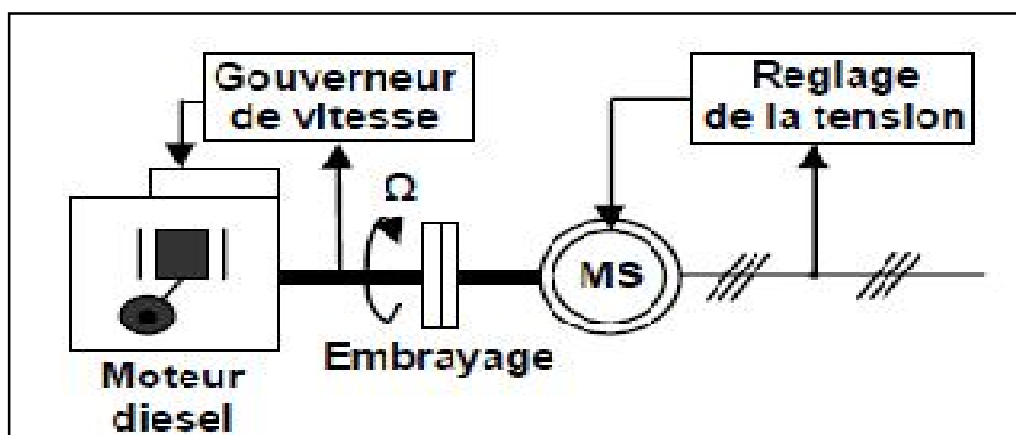 Gouverneur
de vitesse
Reglage
de la tension
Ω
MS
Embrayage
Moteur
diesel